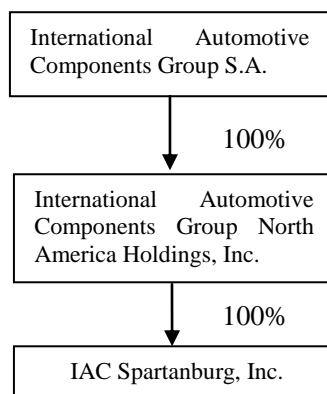 International Automotive
Components Group S.A.
100%
International Automotive
Components Group North
America Holdings, Inc.
100%
IAC Spartanburg, Inc.